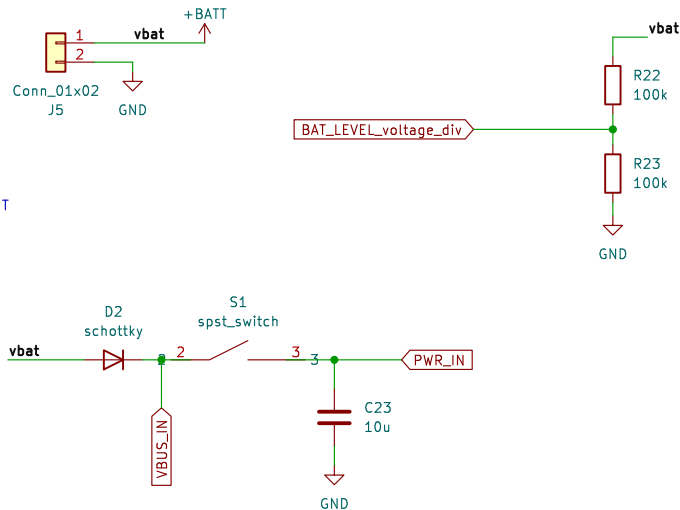 +BATT
1
vbat
2
Conn_01x02
J5
GND
vbat
R22
100k
BAT_LEVEL_voltage_div
R23
100k
GND
T
S1
spst_switch
D2
schottky
vbat
2
2
3
3
PWR_IN
VBUS_IN
C23
10u
GND